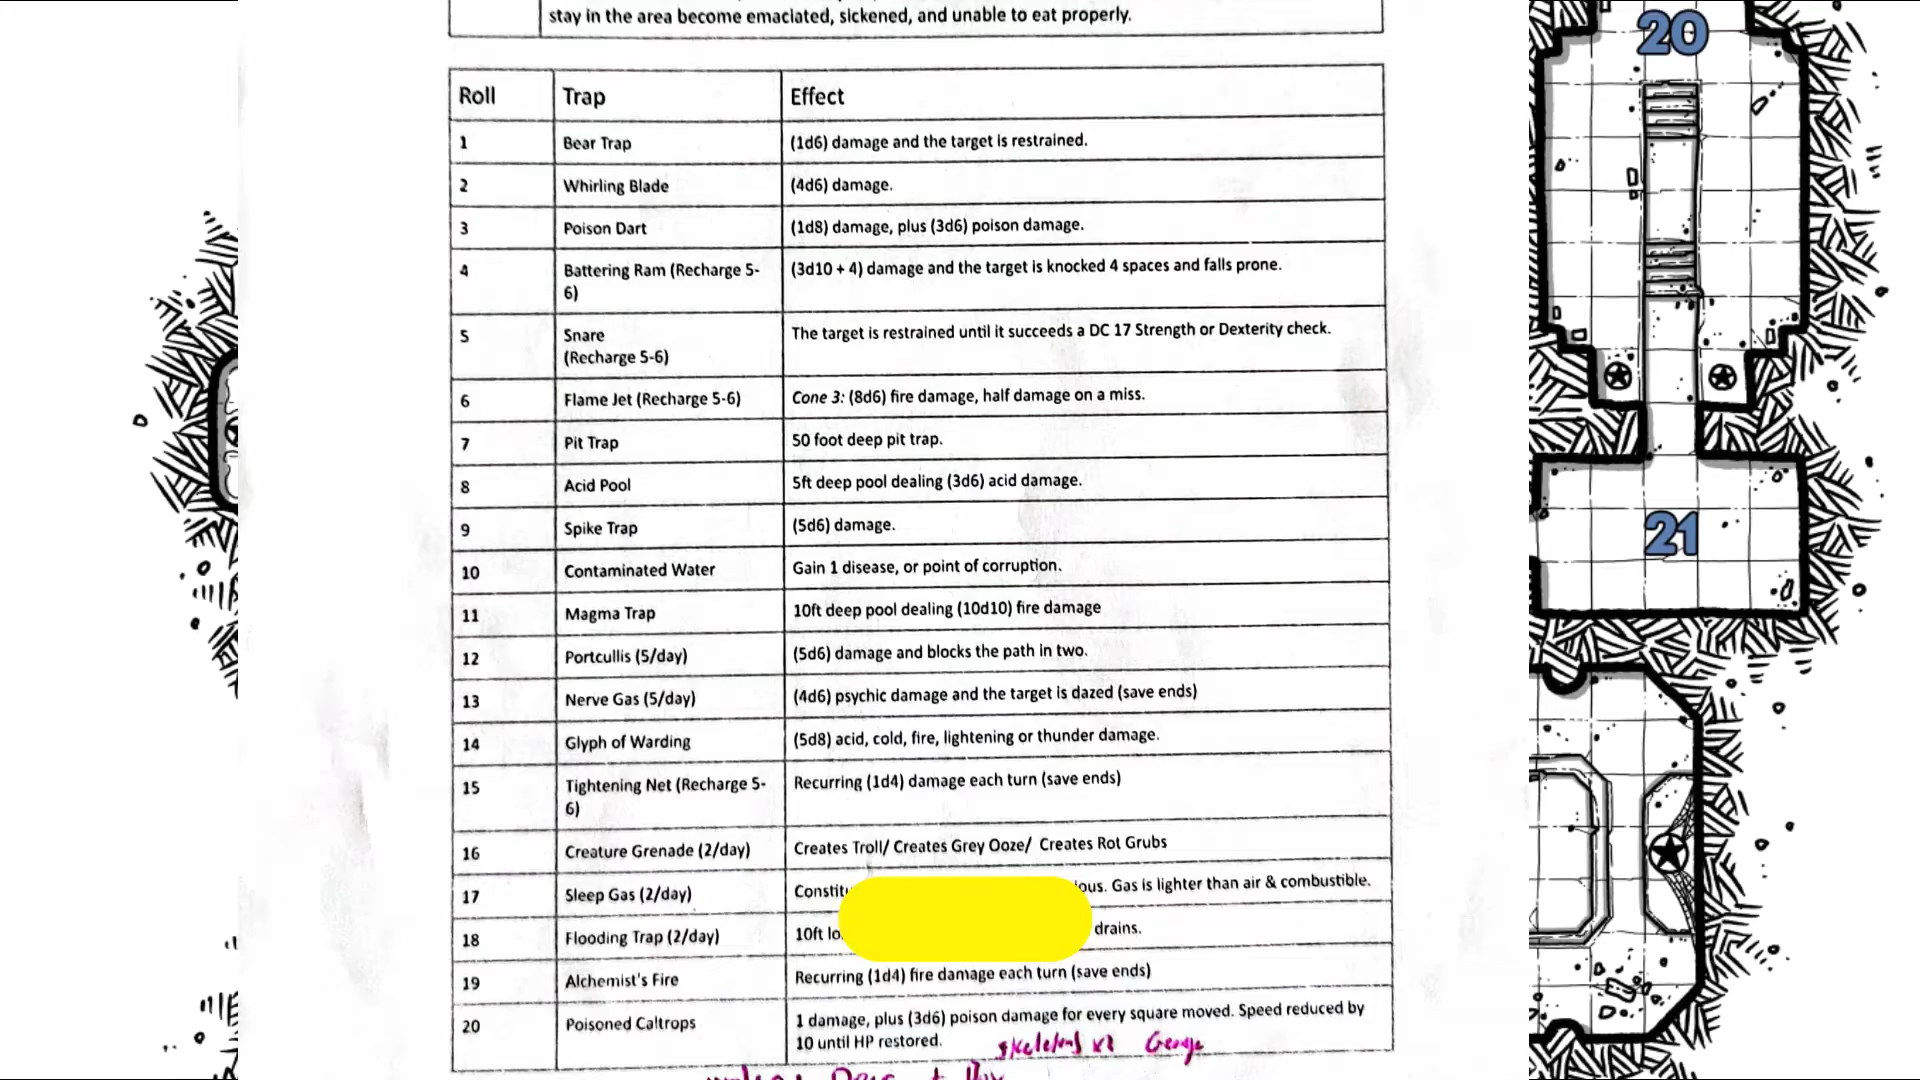 stay in the area become emaciated, sickened, and unable to eat properly.
Roll Trap Effect
1 Bear Trap (1d6) damage and the target is restrained.
2 Whirling Blade (4d6) damage.
3 Poison Dart (1d8) damage, plus (3d6) poison damage.
4 Battering Ram (Recharge 5- (3d10 + 4) damage and the target is knocked 4 spaces and falls prone.
6)
5 Snare The target is restrained until it succeeds a DC 17 Strength or Dexterity check.
(Recharge 5-6)
6 Flame Jet (Recharge 5-6) Cone 3: (8d6) fire damage, half damage on a miss.
7 Pit Trap 50 foot deep pit trap.
8 Acid Pool 5ft deep pool dealing (3d6) acid damage.
9 Spike Trap (5d6) damage.
10 Contaminated Water Gain 1 disease, or point of corruption.
11 Magma Trap 10ft deep pool dealing (10d10) fire damage
12 Portcullis (5/day) (5d6) damage and blocks the path in two.
13 Nerve Gas (5/day) (4d6) psychic damage and the target is dazed (save ends)
14 Glyph of Warding (5d8) acid, cold, fire, lightening or thunder damage.
15 Tightening Net (Recharge 5- Recurring (1d4) damage each turn (save ends)
6)
16 Creature Grenade (2/day) Creates Troll/ Creates Grey Ooze/ Creates Rot Grubs
17 Sleep Gas (2/day) Gas is lighter than air & combustible.
18 Flooding Trap (2/day) 10ft drains.
19 Alchemist's Fire Recurring (1d4) fire damage each turn (save ends)
20 Poisoned Caltrops 1 damage, plus (3d6) poison damage for every square moved. Speed reduced by
10 until HP restored.
20
21